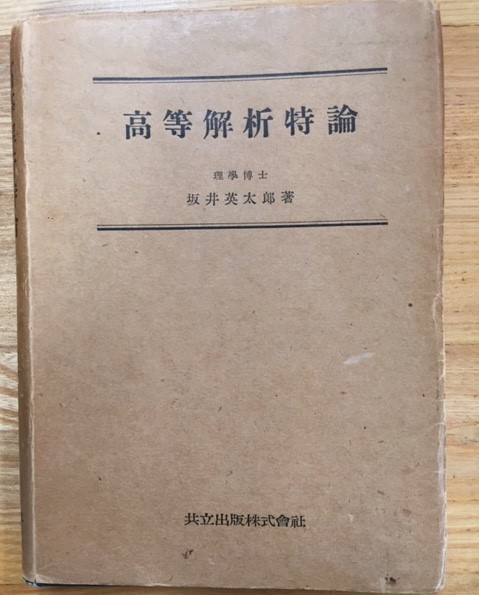 高等解析特論
理學博士
坂井英太郎著
共立出版株式會社